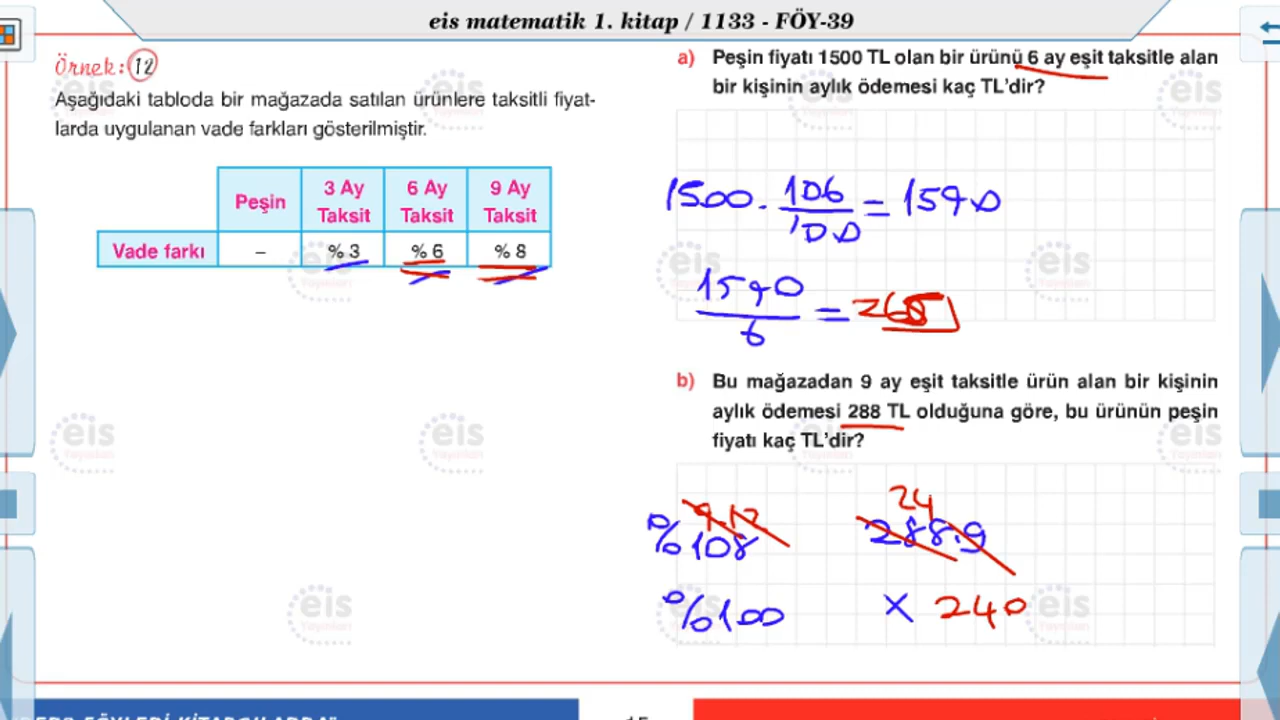 eis matematik 1. kitap / 1133 - FÖY-39
Örnek: 12
Aşağıdaki tabloda bir mağazada satılan ürünlere taksitli fiyat-
larda uygulanan vade farkları gösterilmiştir.
Peşin 3 Ay Taksit 6 Ay Taksit 9 Ay Taksit
Vade farkı – % 3 % 6 % 8
a) Peşin fiyatı 1500 TL olan bir ürünü 6 ay eşit taksitle alan
bir kişinin aylık ödemesi kaç TL'dir?
1500 . 106/100 = 1590
1590/6 = 265
b) Bu mağazadan 9 ay eşit taksitle ürün alan bir kişinin
aylık ödemesi 288 TL olduğuna göre, bu ürünün peşin
fiyatı kaç TL'dir?
9.12 24
%108 288.9
%100 x 240